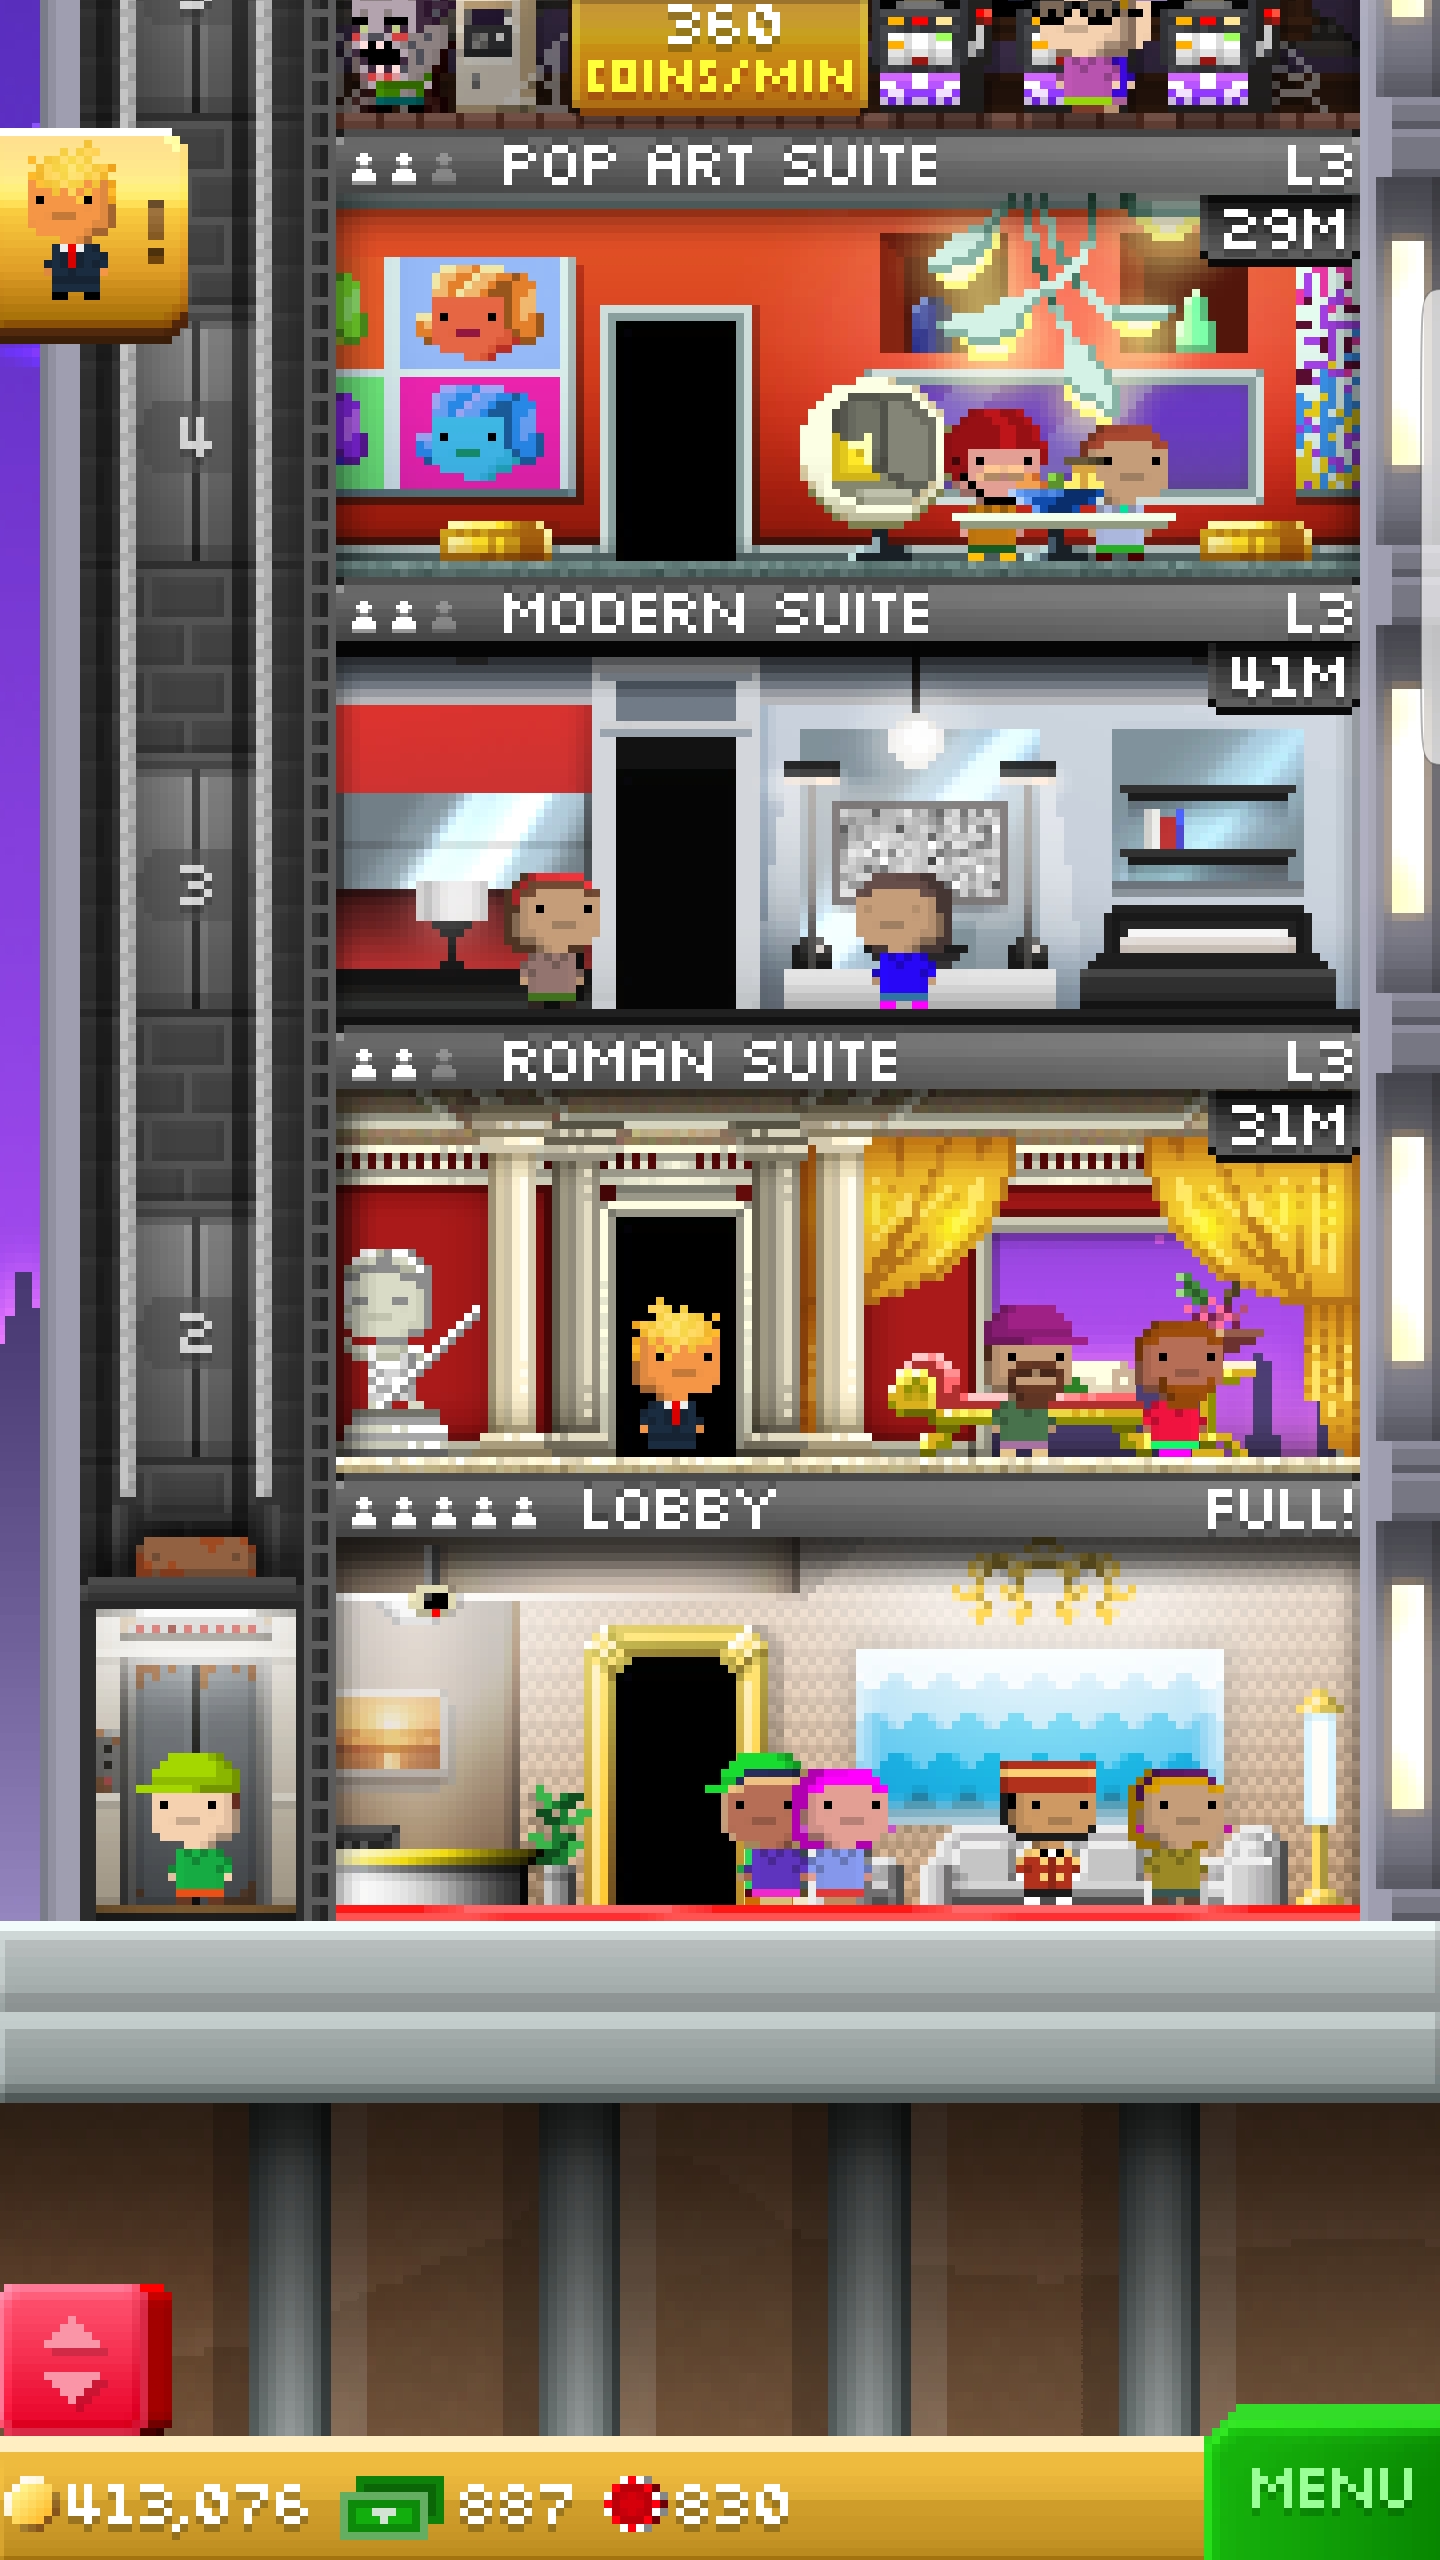 360
COINS/MIN
POP ART SUITE L3
29M
!
4
MODERN SUITE L3
41M
3
ROMAN SUITE L3
31M
2
LOBBY FULL!
413,076 887 830
MENU